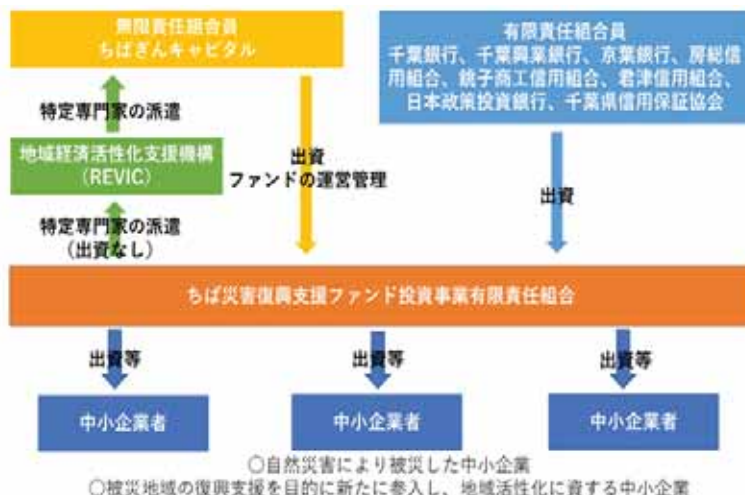 無限責任組合員
ちばぎんキャピタル
有限責任組合員
千葉銀行、千葉興業銀行、京葉銀行、房総信
用組合、銚子商工信用組合、君津信用組合、
日本政策投資銀行、千葉県信用保証協会
特定専門家の派遣
地域経済活性化支援機構
(REVIC)
特定専門家の派遣
(出資なし)
出資
ファンドの運営管理
出資
ちば災害復興支援ファンド投資事業有限責任組合
出資等
出資等
出資等
中小企業者
中小企業者
中小企業者
○自然災害により被災した中小企業
○被災地域の復興支援を目的に新たに参入し、地域活性化に資する中小企業